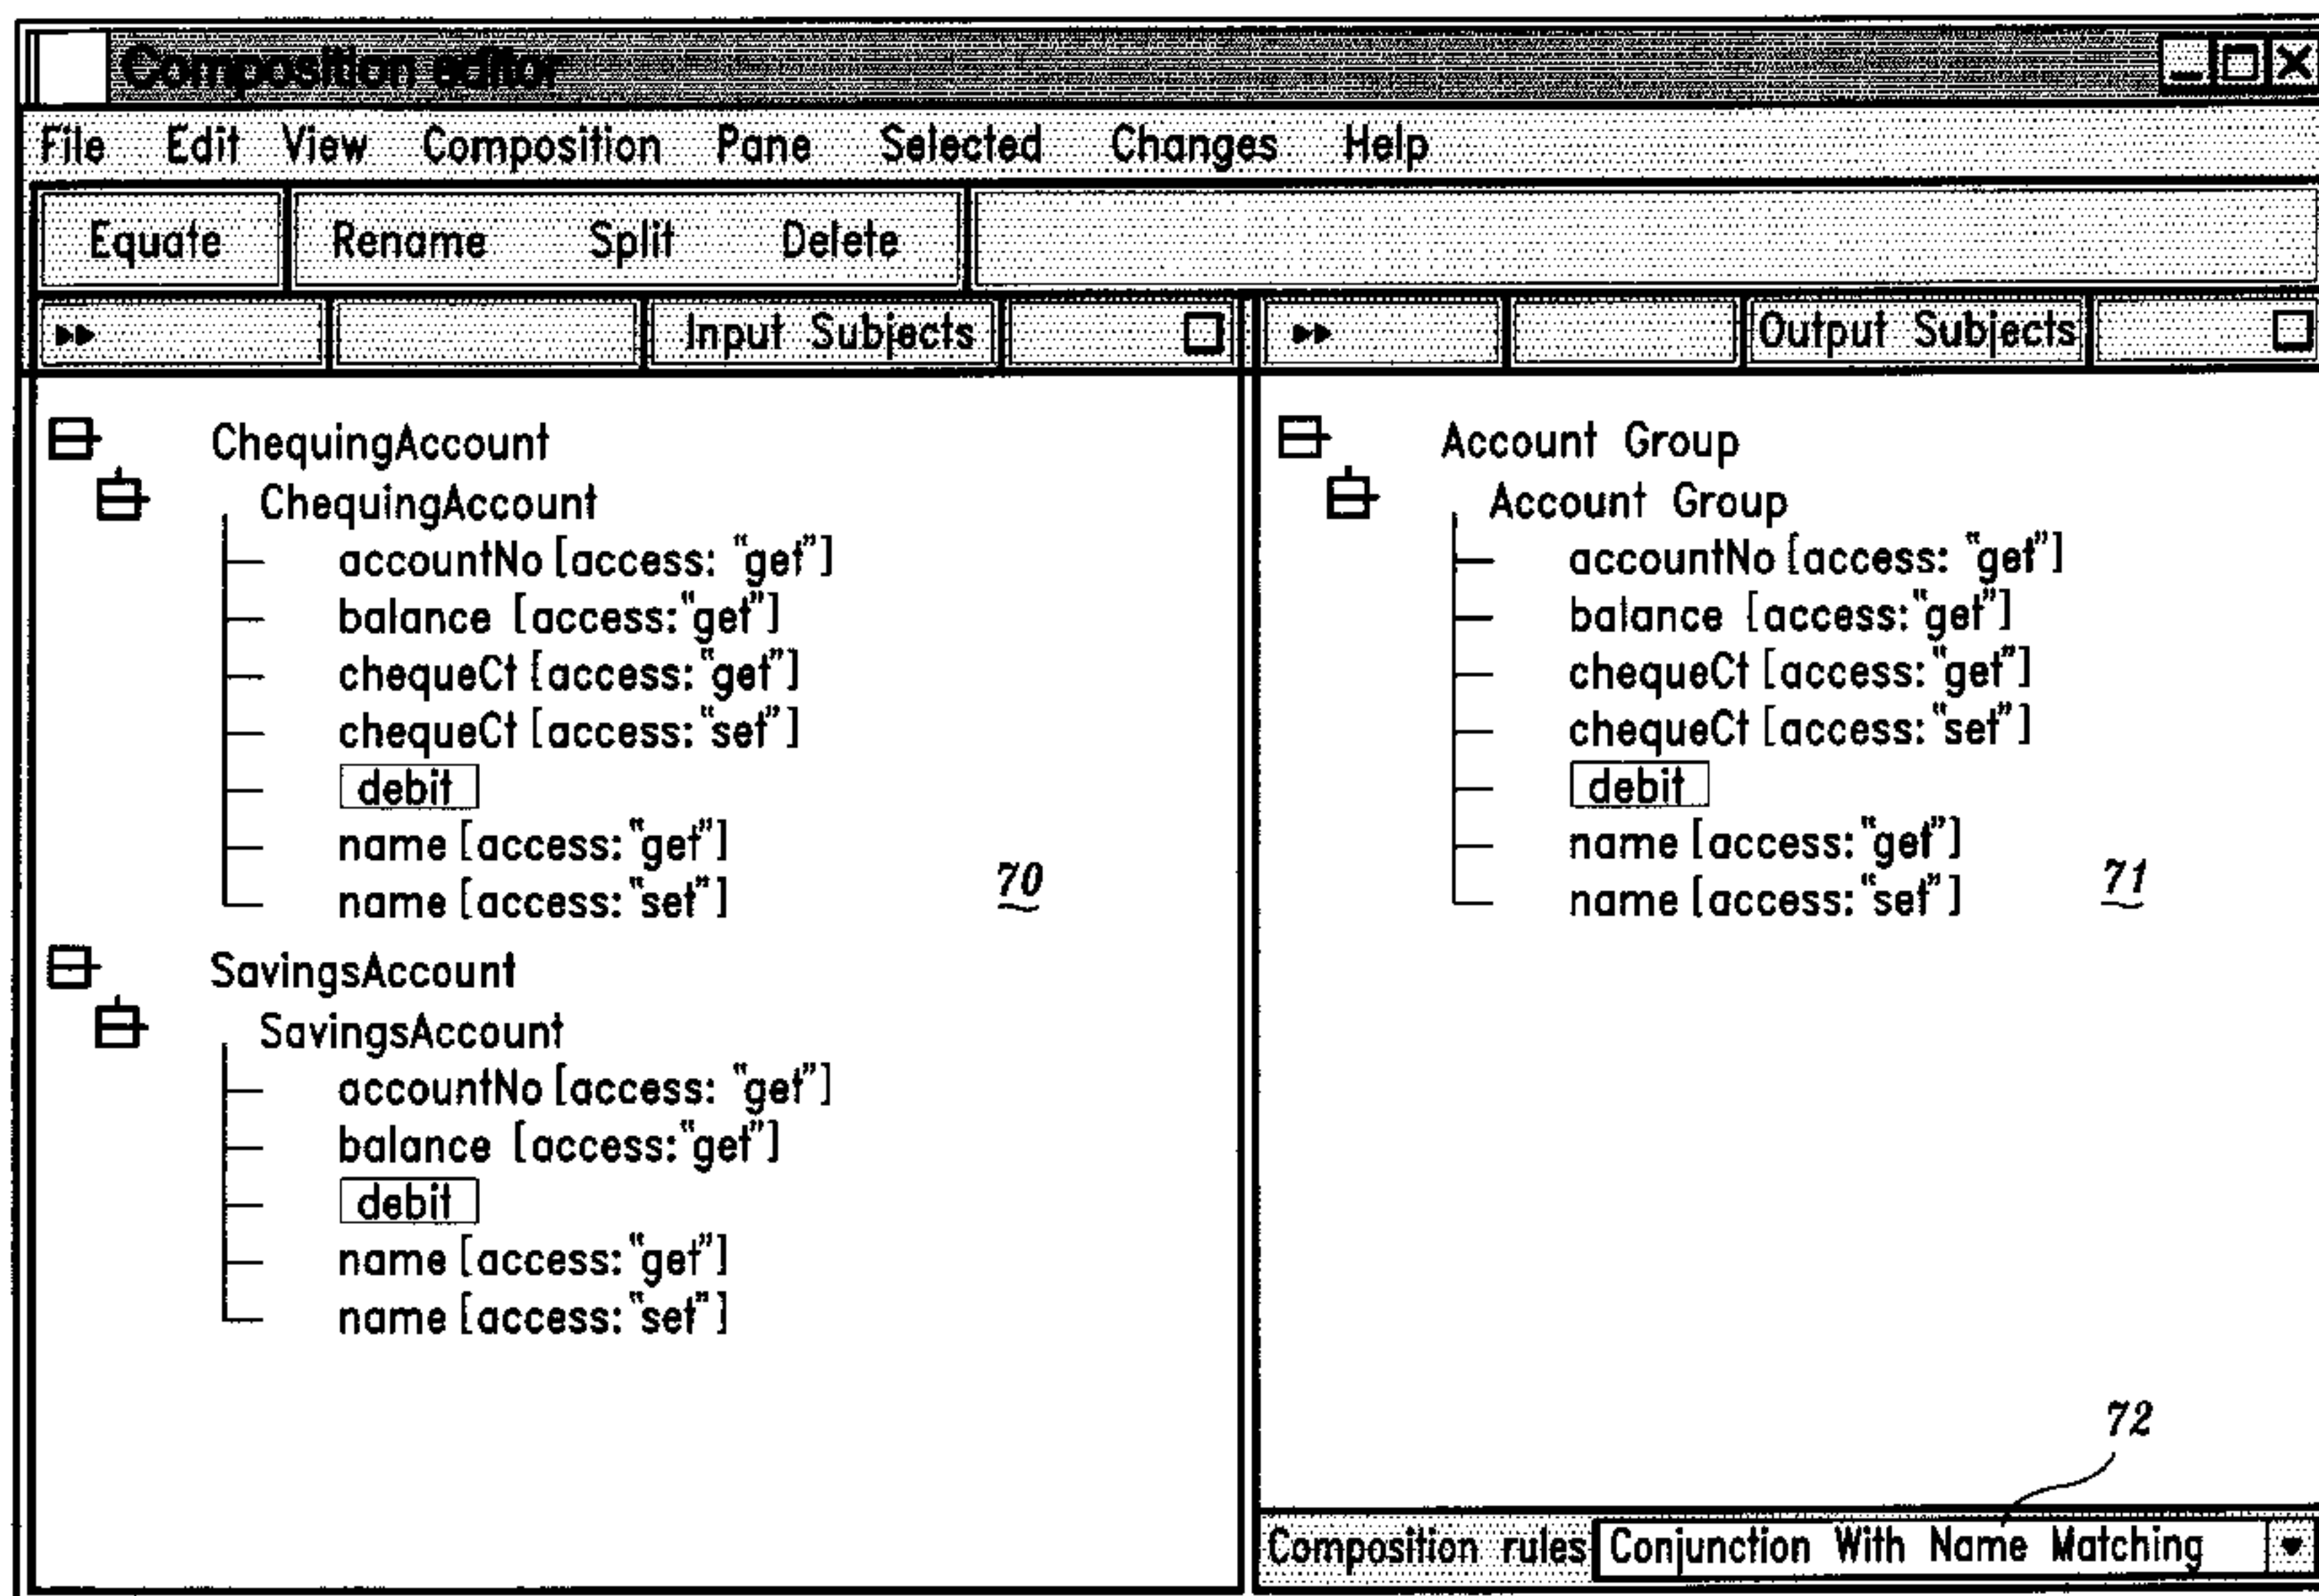 Composition editor
File Edit View Composition Pane Selected Changes Help
Equate Rename Split Delete
Input Subjects
ChequingAccount
ChequingAccount
accountNo [access: "get"]
balance [access:"get"]
chequeCt [access:"get"]
chequeCt [access:"set"]
debit
name [access:"get"]
name [access:"set"]
70
SavingsAccount
SavingsAccount
accountNo [access: "get"]
balance [access:"get"]
debit
name [access:"get"]
name [access:"set"]
Output Subjects
Account Group
Account Group
accountNo [access: "get"]
balance [access:"get"]
chequeCt [access:"get"]
chequeCt [access:"set"]
debit
name [access:"get"]
name [access:"set"]
71
72
Composition rules Conjunction With Name Matching